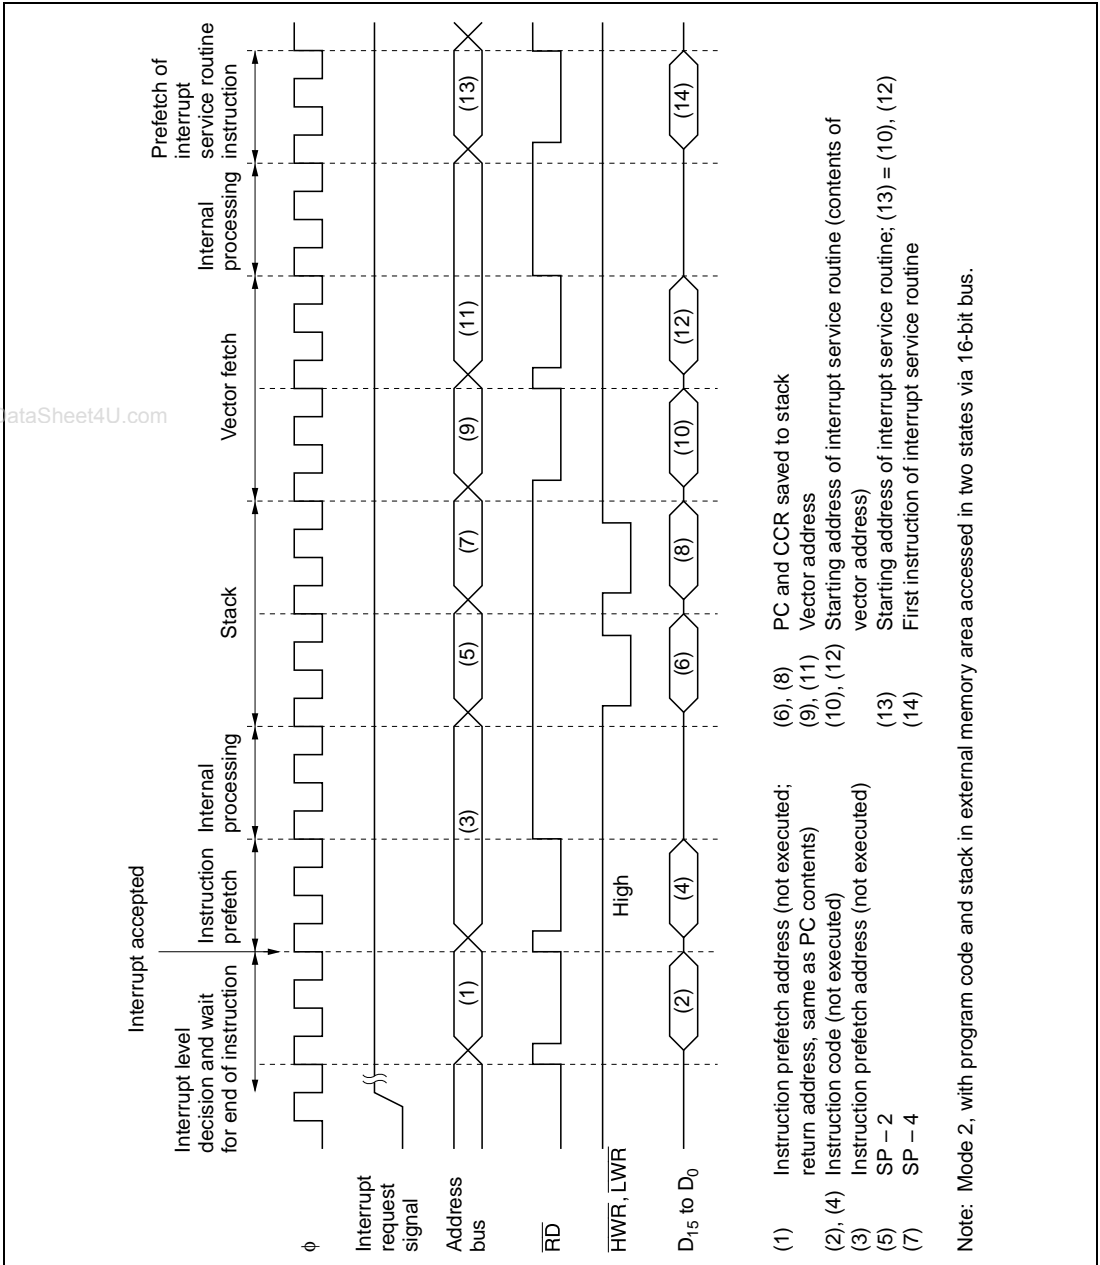 Interrupt accepted
Interrupt level
decision and wait
for end of instruction
Instruction
prefetch
Internal
processing
Stack
Vector fetch
Internal
processing
Prefetch of
interrupt
service routine
instruction
ϕ
Interrupt
request
signal
Address
bus
(1)
(3)
(5)
(7)
(9)
(11)
(13)
RD
HWR, LWR
High
D15 to D0
(2)
(4)
(6)
(8)
(10)
(12)
(14)
(1) Instruction prefetch address (not executed;
return address, same as PC contents)
(2), (4) Instruction code (not executed)
(3) Instruction prefetch address (not executed)
(5) SP – 2
(7) SP – 4
(6), (8) PC and CCR saved to stack
(9), (11) Vector address
(10), (12) Starting address of interrupt service routine (contents of
vector address)
(13) Starting address of interrupt service routine; (13) = (10), (12)
(14) First instruction of interrupt service routine
Note: Mode 2, with program code and stack in external memory area accessed in two states via 16-bit bus.
ataSheet4U.com